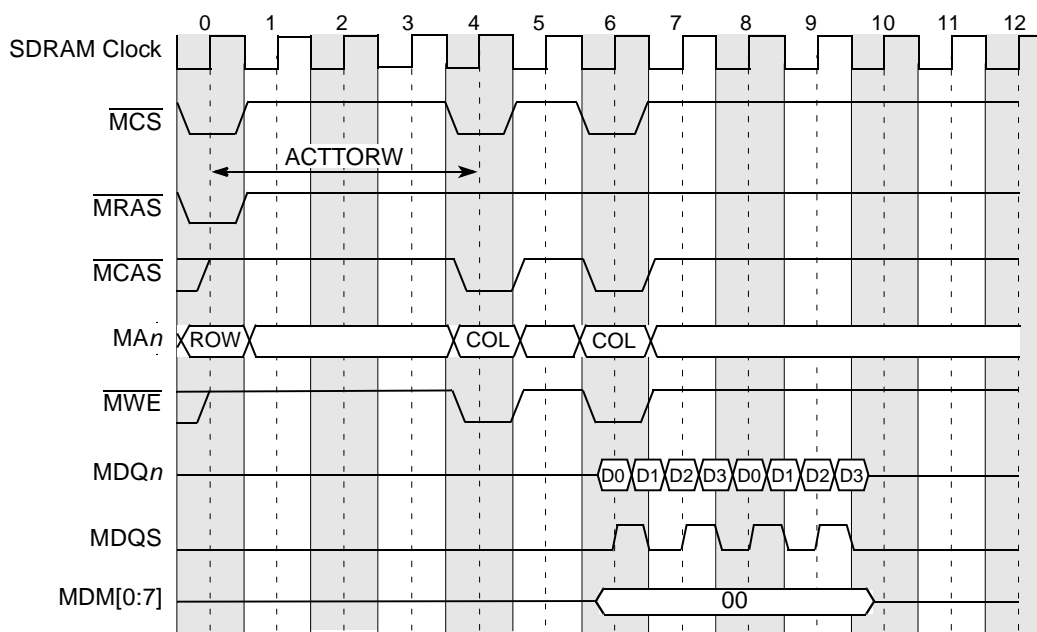 0 1 2 3 4 5 6 7 8 9 10 11 12
SDRAM Clock
MCS
ACTTORW
MRAS
MCAS
MAn ROW COL COL
MWE
MDQn D0 D1 D2 D3 D0 D1 D2 D3
MDQS
MDM[0:7] 00